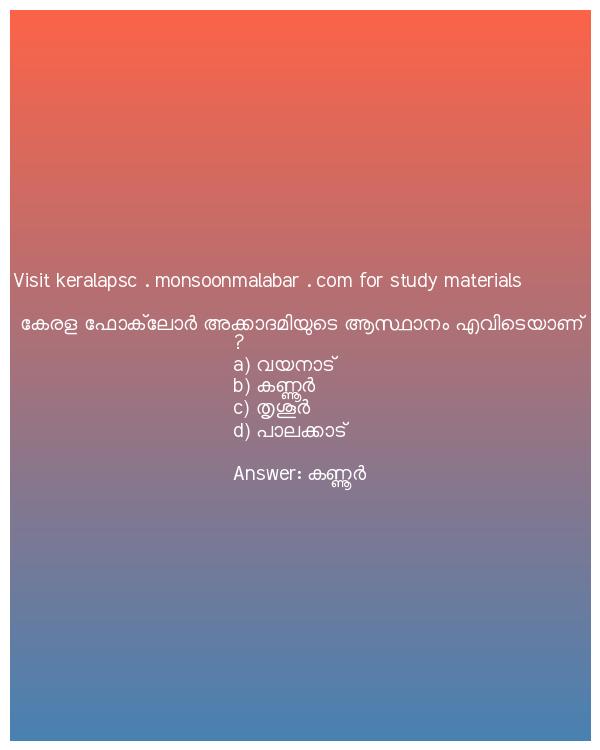 Visit keralapsc . monsoonmalabar . com for study materials
കേരള ഫോക്‌ലോർ അക്കാദമിയുടെ ആസ്ഥാനം എവിടെയാണ്
?
a) വയനാട്
b) കണ്ണൂർ
c) തൃശൂർ
d) പാലക്കാട്
Answer: കണ്ണൂർ